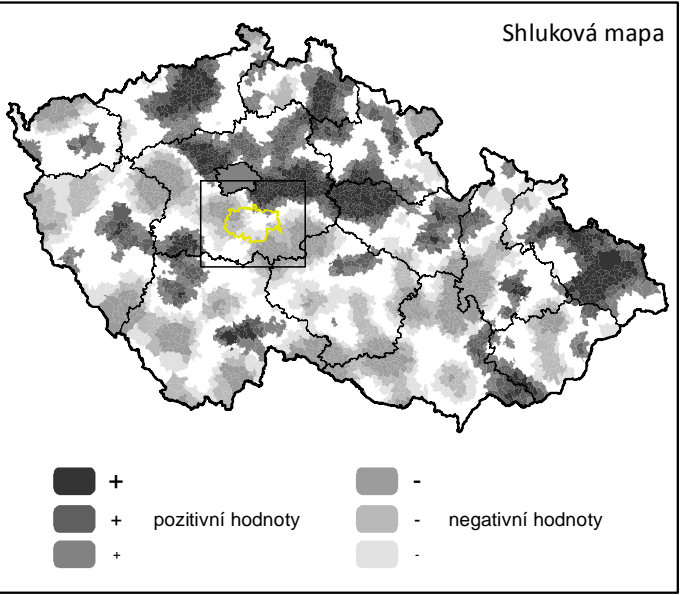 Shluková mapa
+ -
+ pozitivní hodnoty - negativní hodnoty
+ -